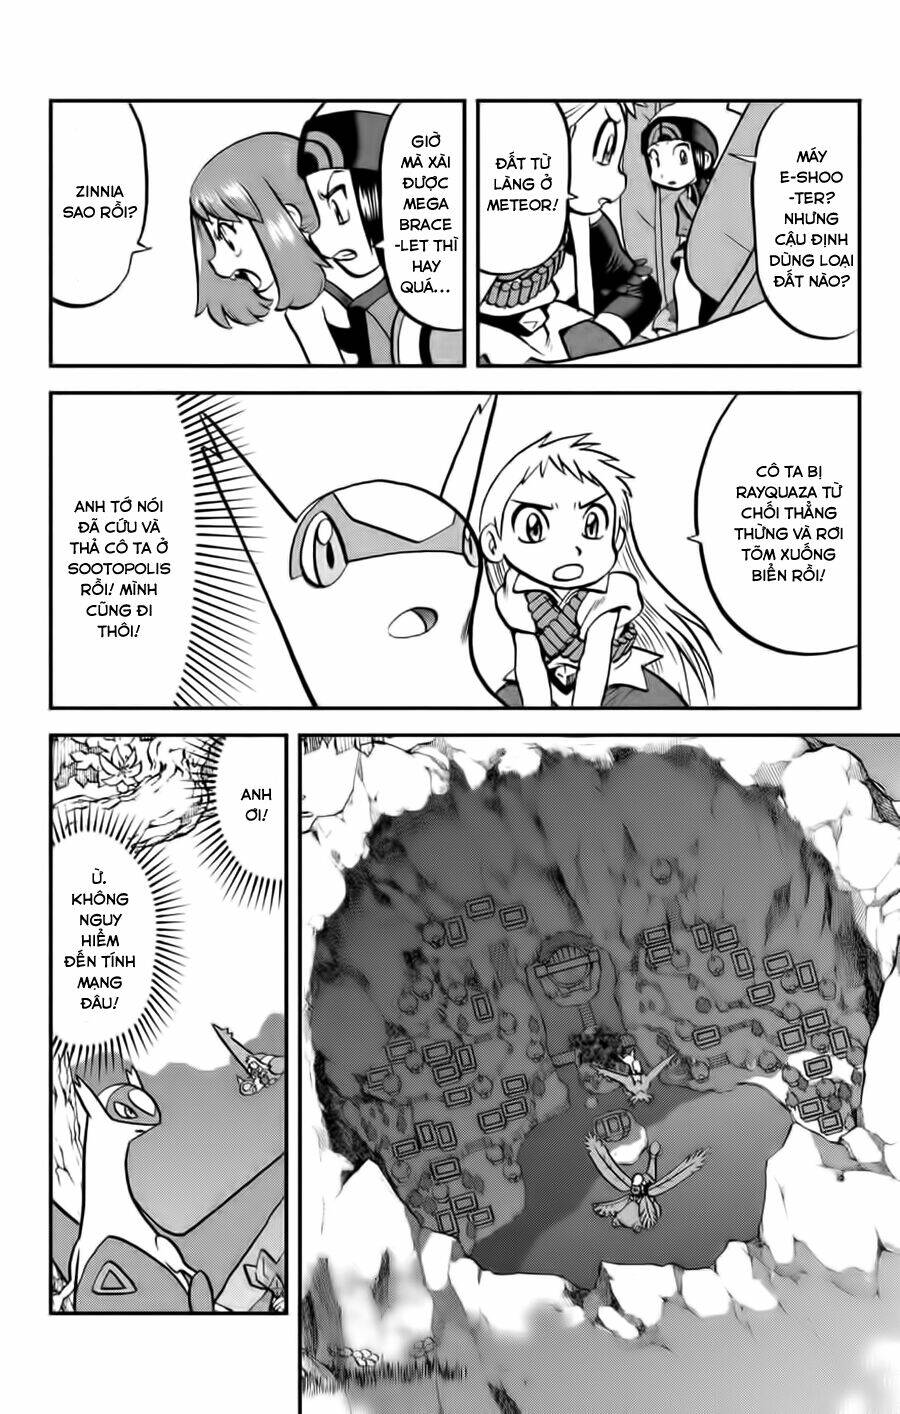 MÁY
E-SHOO
-TER?
NHƯNG
CẬU ĐỊNH
DÙNG LOẠI
ĐẤT NÀO?
ĐẤT TỪ
LÀNG Ở
METEOR!
GIỜ
MÀ XÀI
ĐƯỢC
MEGA
BRACE
-LET THÌ
HAY
QUÁ...
ZINNIA
SAO RỒI?
CÔ TA BỊ
RAYQUAZA TỪ
CHỐI THẲNG
THỪNG VÀ RƠI
TÕM XUỐNG
BIỂN RỒI!
ANH TỚ NÓI
ĐÃ CỨU VÀ
THẢ CÔ TA Ở
SOOTOPOLIS
RỒI! MÌNH
CŨNG ĐI
THÔI!
ANH
ƠI!
Ừ.
KHÔNG
NGUY
HIỂM
ĐẾN TÍNH
MẠNG
ĐÂU!